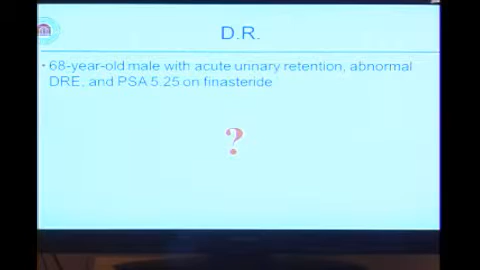 D.R.
• 68-year-old male with acute urinary retention, abnormal
DRE, and PSA 5.25 on finasteride
?